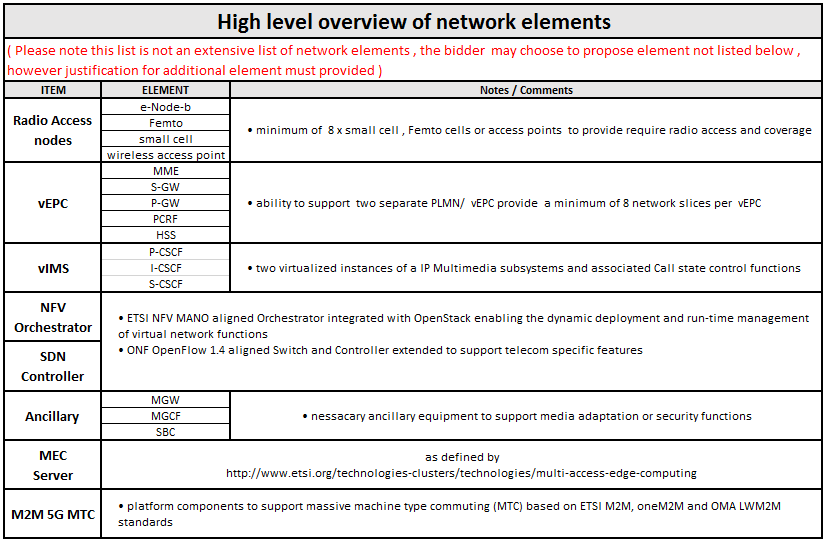 High level overview of network elements
( Please note this list is not an extensive list of network elements , the bidder may choose to propose element not listed below ,
however justification for additional element must provided )
ITEM ELEMENT Notes / Comments
Radio Access
nodes
e-Node-b
Femto
small cell
wireless access point
• minimum of 8 x small cell , Femto cells or access points to provide require radio access and coverage
vEPC
MME
S-GW
P-GW
PCRF
HSS
• ability to support two separate PLMN/ vEPC provide a minimum of 8 network slices per vEPC
vIMS
P-CSCF
I-CSCF
S-CSCF
• two virtualized instances of a IP Multimedia subsystems and associated Call state control functions
NFV
Orchestrator
SDN
Controller
• ETSI NFV MANO aligned Orchestrator integrated with OpenStack enabling the dynamic deployment and run-time management
of virtual network functions
• ONF OpenFlow 1.4 aligned Switch and Controller extended to support telecom specific features
Ancillary
MGW
MGCF
SBC
• nessacary ancillary equipment to support media adaptation or security functions
MEC
Server
as defined by
http://www.etsi.org/technologies-clusters/technologies/multi-access-edge-computing
M2M 5G MTC
• platform components to support massive machine type commuting (MTC) based on ETSI M2M, oneM2M and OMA LWM2M
standards